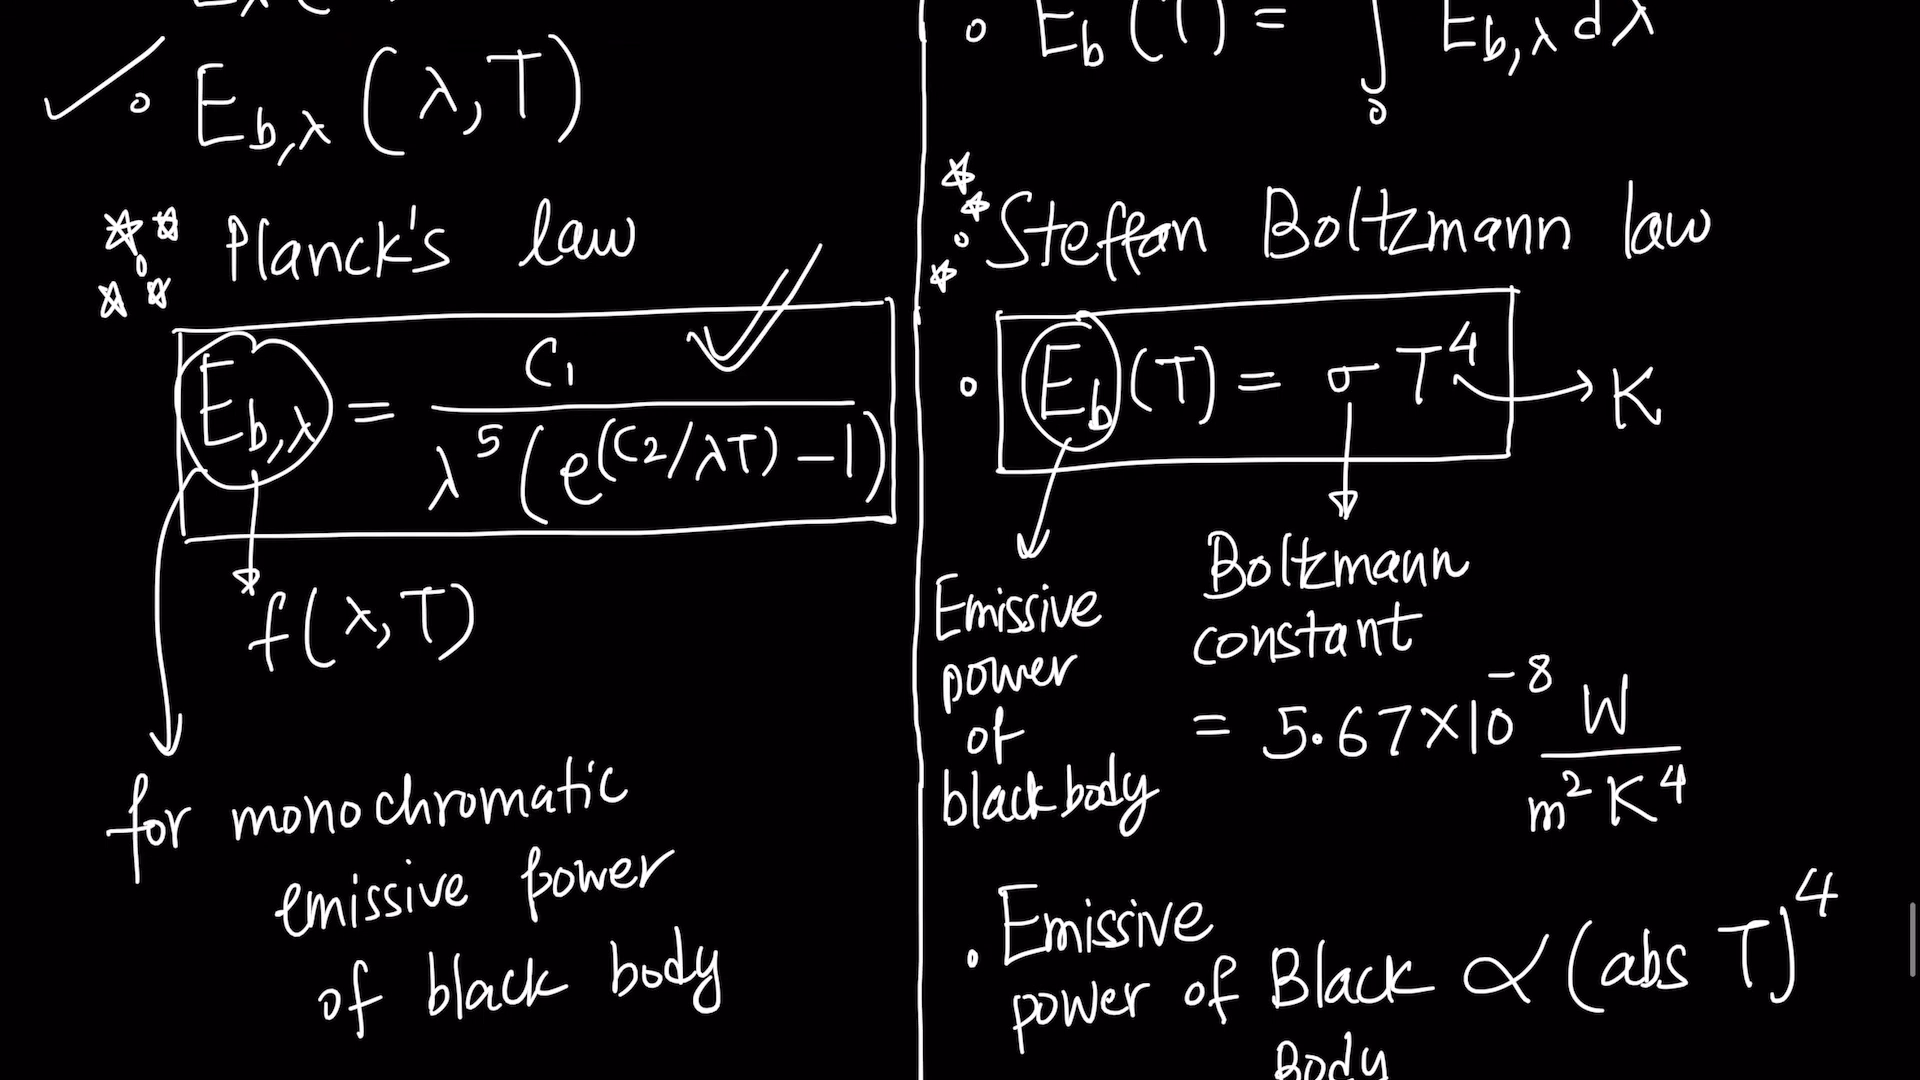 E_b,λ (λ, T)
Planck's law
E_b,λ = C₁ / λ⁵ (e^(C₂/λT) − 1)
f(λ, T)
for monochromatic
emissive power
of black body
E_b (T) = ∫₀ E_b,λ dλ
Steffan Boltzmann law
E_b (T) = σ T⁴ → K
Emissive
power
of
black body
Boltzmann
constant
= 5.67×10⁻⁸ W / m² K⁴
Emissive
power of Black ∝ (abs T)⁴
Body